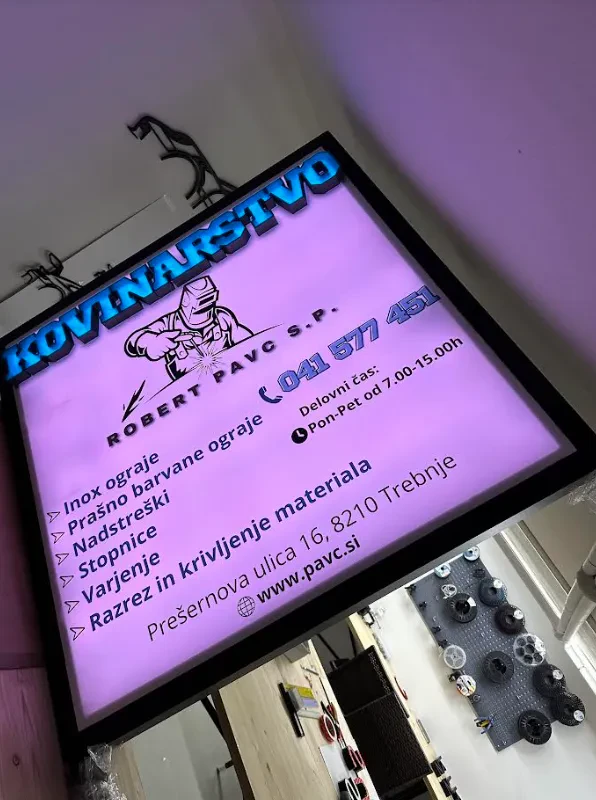 KOVINARSTVO
ROBERT PAVC S.P.
041 577 451
Delovni čas:
Pon-Pet od 7.00-15.00h
Inox ograje
Prašno barvane ograje
Nadstreški
Stopnice
Varjenje
Razrez in krivljenje materiala
Prešernova ulica 16, 8210 Trebnje
www.pavc.si